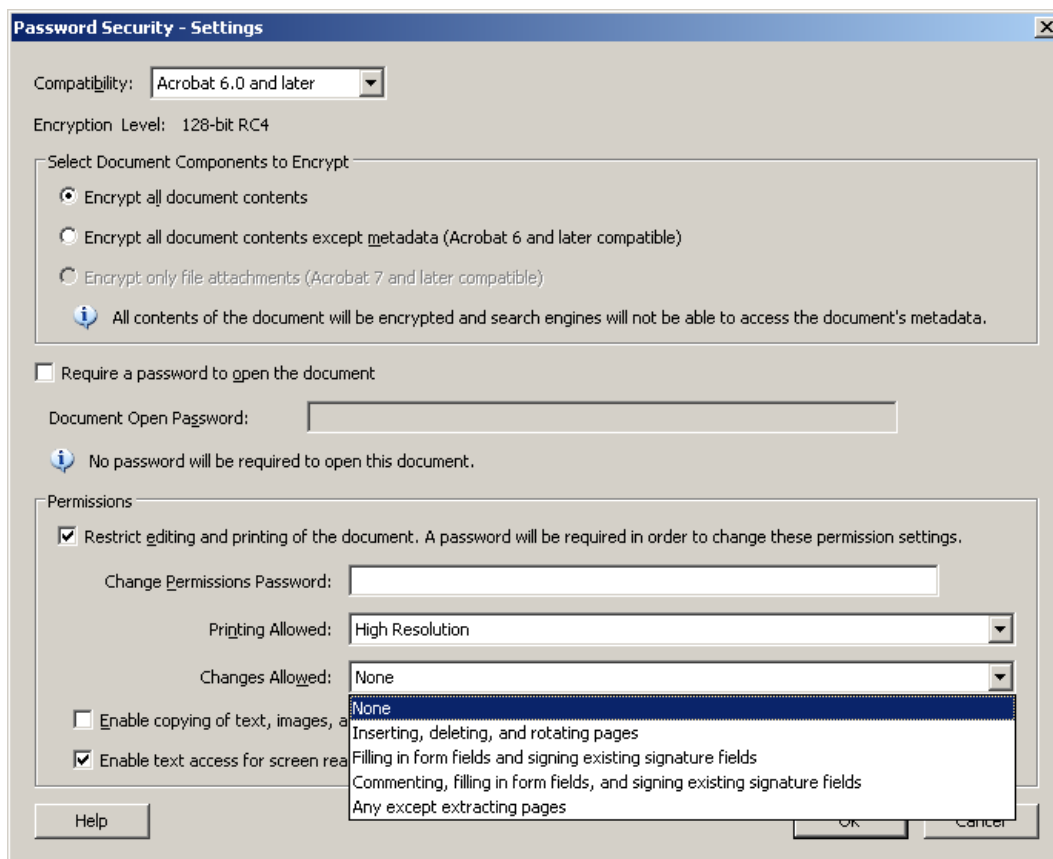 Password Security - Settings
Compatibility: Acrobat 6.0 and later
Encryption Level: 128-bit RC4
Select Document Components to Encrypt
Encrypt all document contents
Encrypt all document contents except metadata (Acrobat 6 and later compatible)
Encrypt only file attachments (Acrobat 7 and later compatible)
All contents of the document will be encrypted and search engines will not be able to access the document's metadata.
Require a password to open the document
Document Open Password:
No password will be required to open this document.
Permissions
Restrict editing and printing of the document. A password will be required in order to change these permission settings.
Change Permissions Password:
Printing Allowed: High Resolution
Changes Allowed: None
None
Enable copying of text, images, a
Inserting, deleting, and rotating pages
Filling in form fields and signing existing signature fields
Enable text access for screen rea
Commenting, filling in form fields, and signing existing signature fields
Any except extracting pages
Help
OK
Cancel